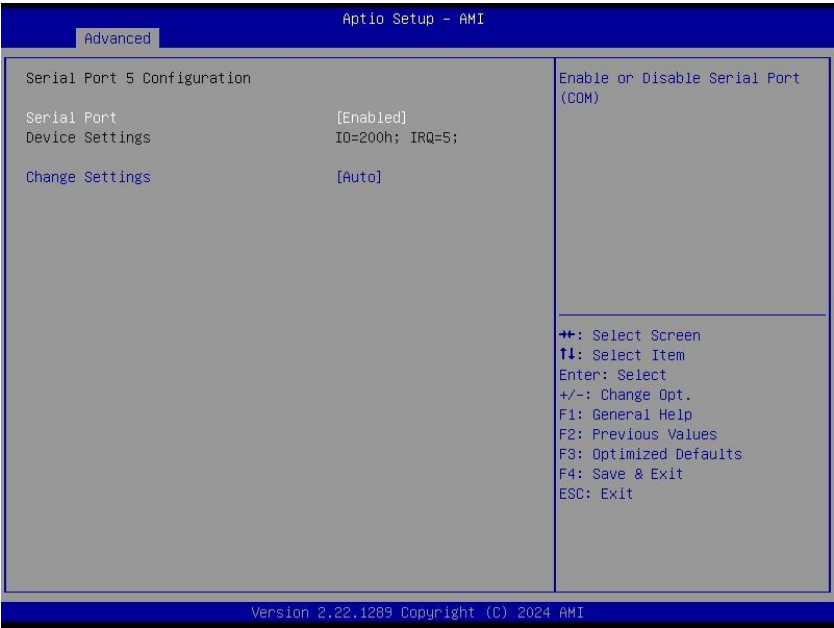 Aptio Setup - AMI
Advanced
Serial Port 5 Configuration
Serial Port [Enabled]
Device Settings IO=200h; IRQ=5;
Change Settings [Auto]
Enable or Disable Serial Port
(COM)
→←: Select Screen
↑↓: Select Item
Enter: Select
+/-: Change Opt.
F1: General Help
F2: Previous Values
F3: Optimized Defaults
F4: Save & Exit
ESC: Exit
Version 2.22.1289 Copyright (C) 2024 AMI